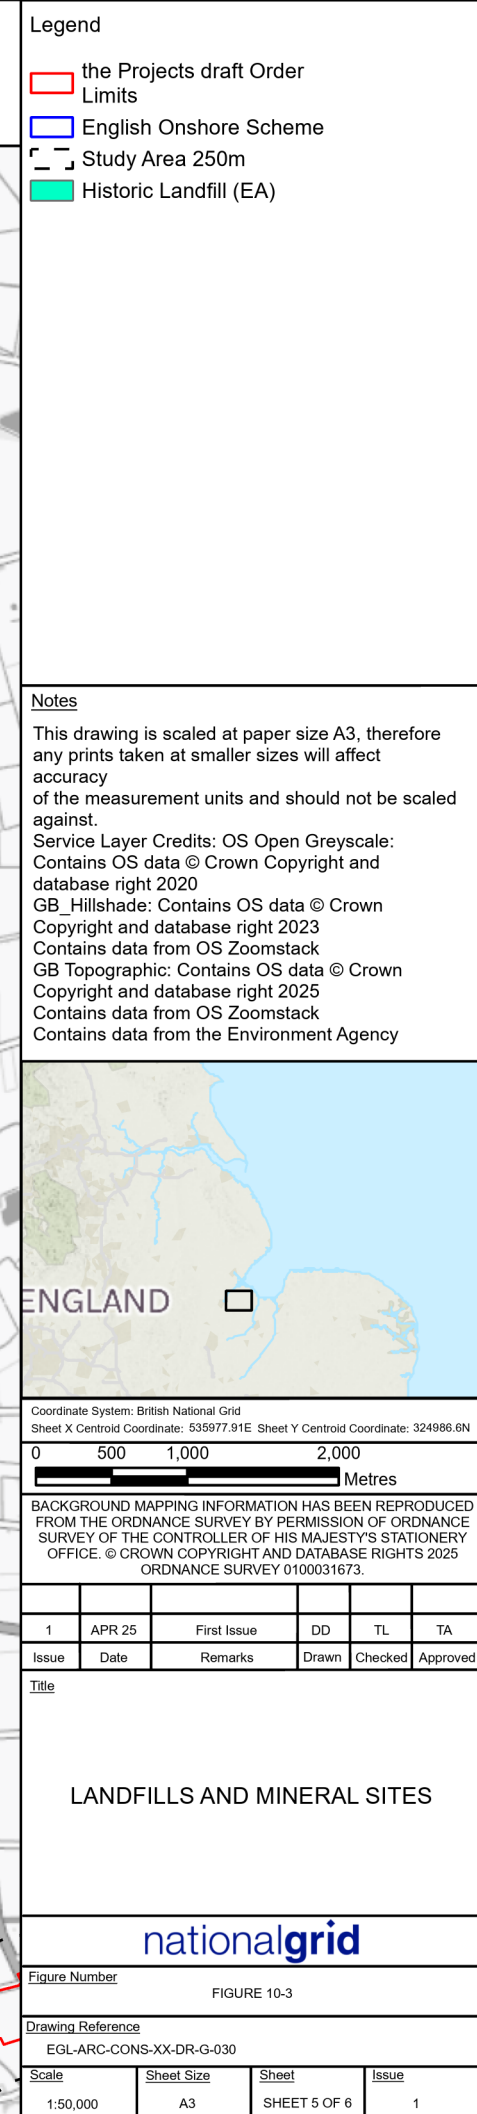 Legend
the Projects draft Order
Limits
English Onshore Scheme
Study Area 250m
Historic Landfill (EA)
Notes
This drawing is scaled at paper size A3, therefore
any prints taken at smaller sizes will affect
accuracy
of the measurement units and should not be scaled
against.
Service Layer Credits: OS Open Greyscale:
Contains OS data © Crown Copyright and
database right 2020
GB_Hillshade: Contains OS data © Crown
Copyright and database right 2023
Contains data from OS Zoomstack
GB Topographic: Contains OS data © Crown
Copyright and database right 2025
Contains data from OS Zoomstack
Contains data from the Environment Agency
ENGLAND
Coordinate System: British National Grid
Sheet X Centroid Coordinate: 535977.91E Sheet Y Centroid Coordinate: 324986.6N
0 500 1,000 2,000
Metres
BACKGROUND MAPPING INFORMATION HAS BEEN REPRODUCED
FROM THE ORDNANCE SURVEY BY PERMISSION OF ORDNANCE
SURVEY OF THE CONTROLLER OF HIS MAJESTY'S STATIONERY
OFFICE. © CROWN COPYRIGHT AND DATABASE RIGHTS 2025
ORDNANCE SURVEY 0100031673.
1 APR 25 First Issue DD TL TA
Issue Date Remarks Drawn Checked Approved
Title
LANDFILLS AND MINERAL SITES
nationalgrid
Figure Number
FIGURE 10-3
Drawing Reference
EGL-ARC-CONS-XX-DR-G-030
Scale Sheet Size Sheet Issue
1:50,000 A3 SHEET 5 OF 6 1